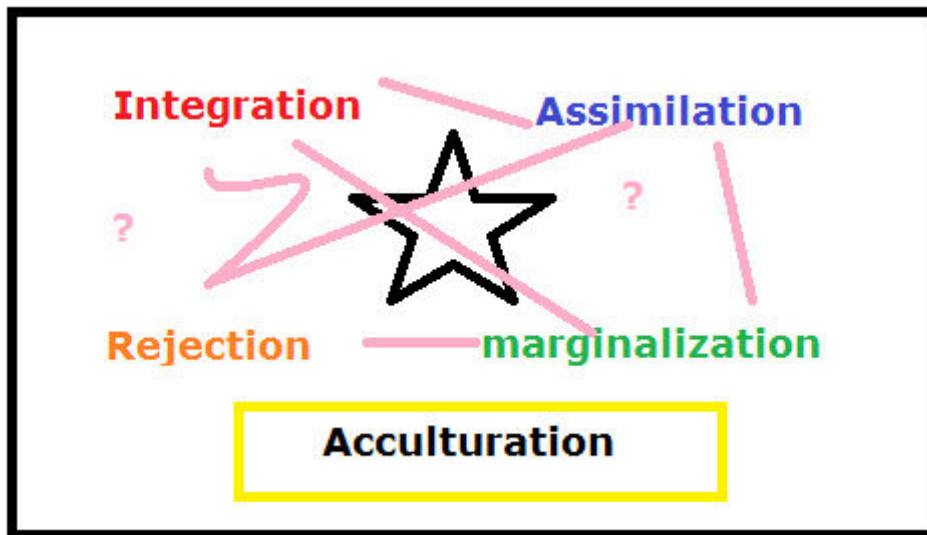 Integration
Assimilation
?
?
Rejection
marginalization
Acculturation